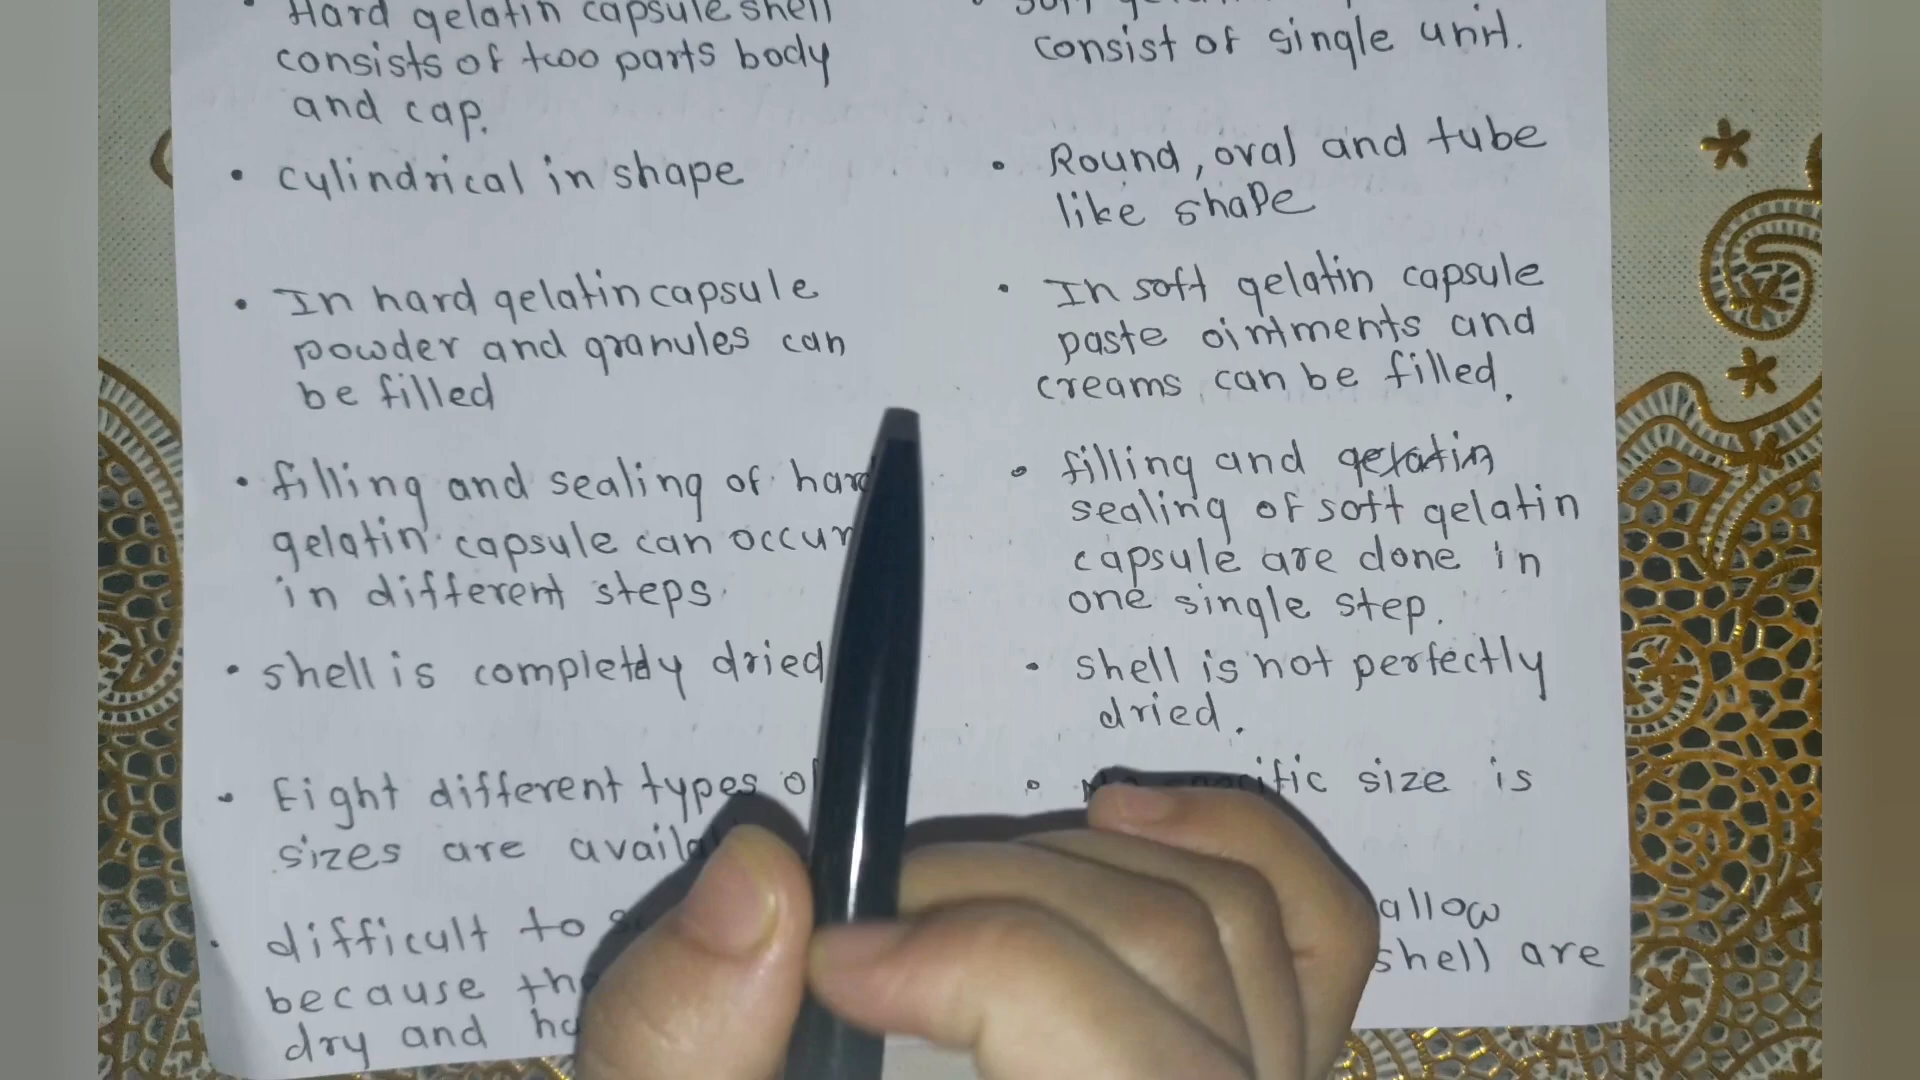 Hard gelatin capsule shell
consists of two parts body
and cap.
• cylindrical in shape
• In hard gelatin capsule
powder and granules can
be filled
• filling and sealing of hard
gelatin capsule can occur
in different steps.
• shell is completely dried
• Eight different types
sizes are
difficult to
because
dry and
consist of single unit.
• Round, oval and tube
like shape
• In soft gelatin capsule
paste ointments and
creams can be filled.
• filling and gelatin
sealing of soft gelatin
capsule are done in
one single step.
• shell is not perfectly
dried.
• size is
shell are